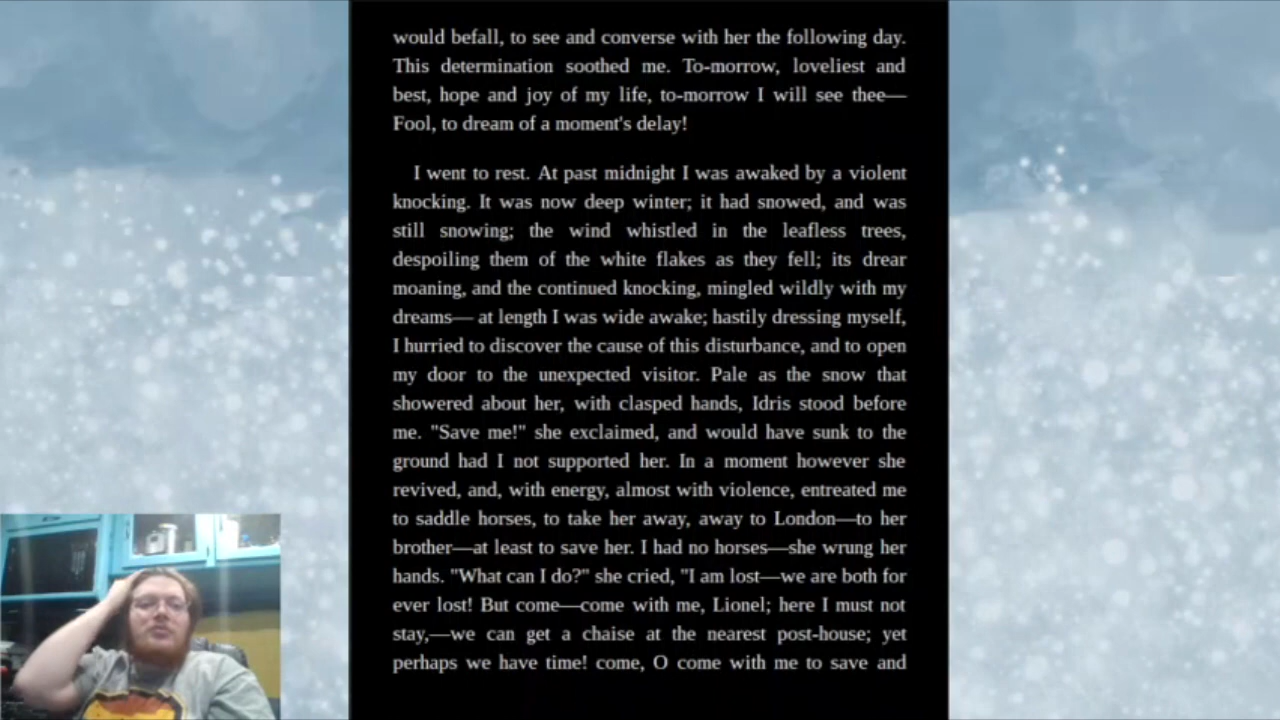 would befall, to see and converse with her the following day.
This determination soothed me. To-morrow, loveliest and
best, hope and joy of my life, to-morrow I will see thee—
Fool, to dream of a moment's delay!
I went to rest. At past midnight I was awaked by a violent
knocking. It was now deep winter; it had snowed, and was
still snowing; the wind whistled in the leafless trees,
despoiling them of the white flakes as they fell; its drear
moaning, and the continued knocking, mingled wildly with my
dreams— at length I was wide awake; hastily dressing myself,
I hurried to discover the cause of this disturbance, and to open
my door to the unexpected visitor. Pale as the snow that
showered about her, with clasped hands, Idris stood before
me. "Save me!" she exclaimed, and would have sunk to the
ground had I not supported her. In a moment however she
revived, and, with energy, almost with violence, entreated me
to saddle horses, to take her away, away to London—to her
brother—at least to save her. I had no horses—she wrung her
hands. "What can I do?" she cried, "I am lost—we are both for
ever lost! But come—come with me, Lionel; here I must not
stay,—we can get a chaise at the nearest post-house; yet
perhaps we have time! come, O come with me to save and